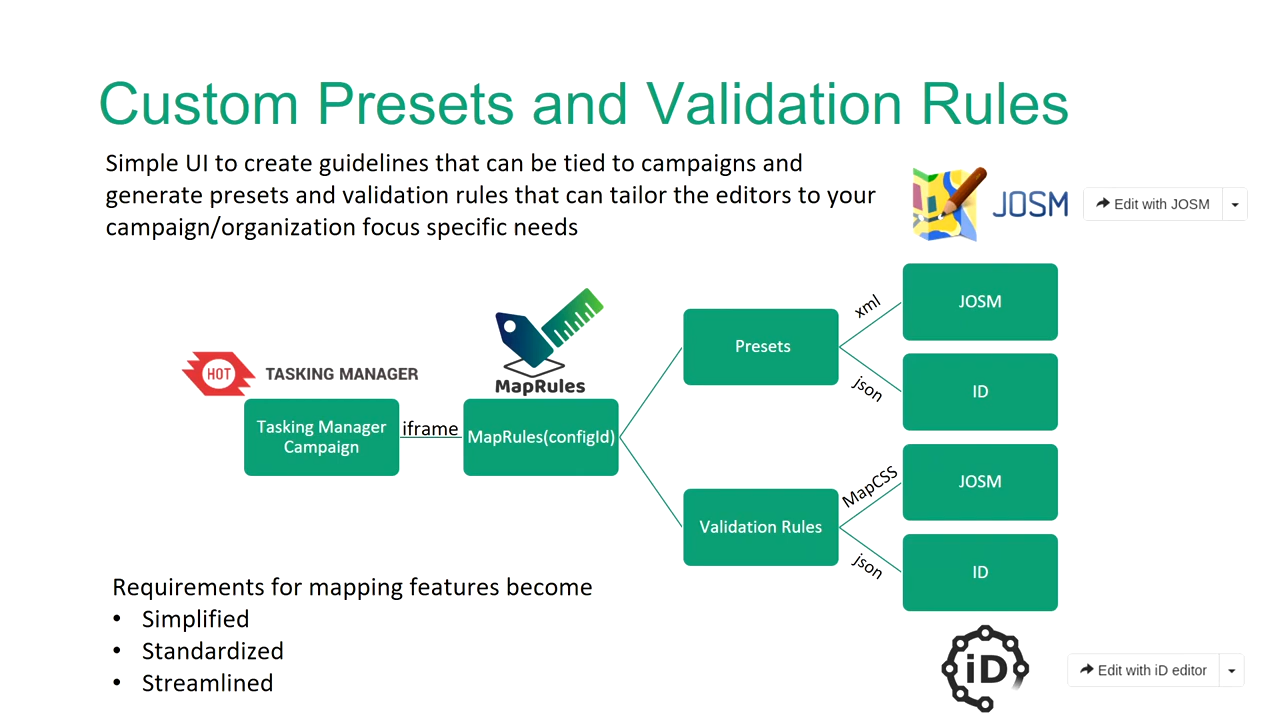 Custom Presets and Validation Rules
Simple UI to create guidelines that can be tied to campaigns and
generate presets and validation rules that can tailor the editors to your
campaign/organization focus specific needs
JOSM
Edit with JOSM
HOT
TASKING MANAGER
MapRules
Tasking Manager
Campaign
iframe
MapRules(configId)
Presets
xml
JOSM
json
ID
Validation Rules
MapCSS
JOSM
json
ID
Requirements for mapping features become
• Simplified
• Standardized
• Streamlined
iD
Edit with iD editor